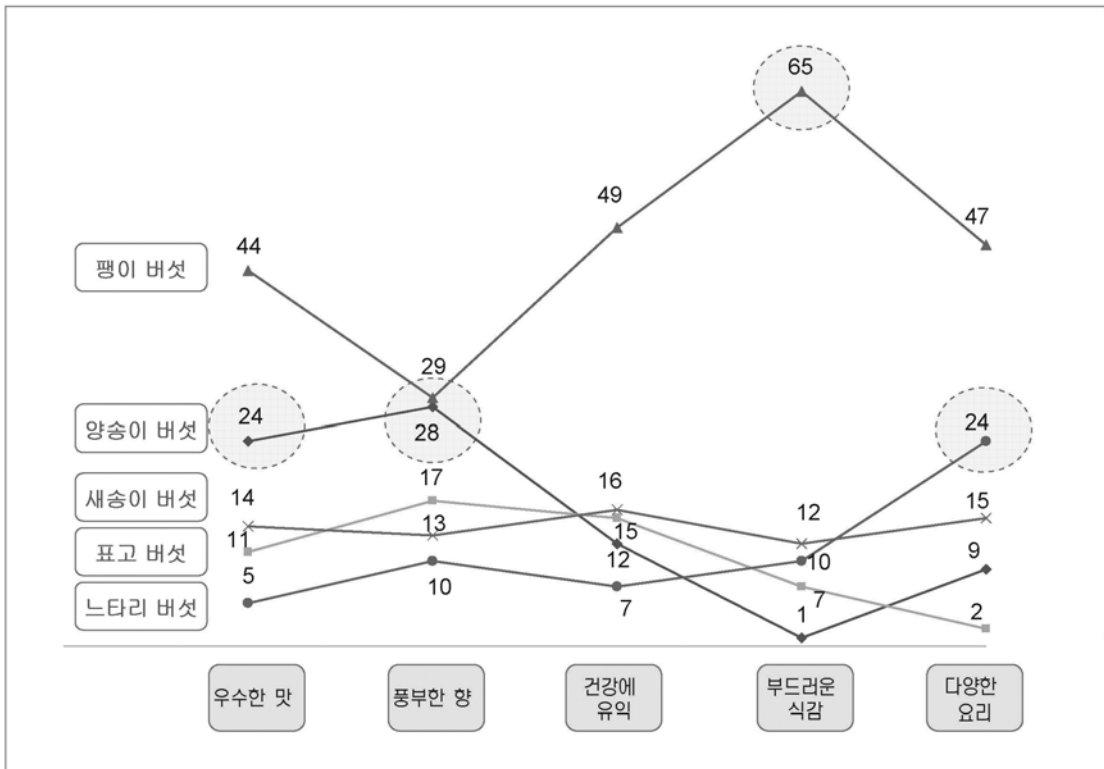 65
49
47
44
팽이 버섯
29
24
양송이 버섯
28
24
새송이 버섯
14
17
16
12
15
13
11
표고 버섯
15
12
10
9
5
10
7
7
1
2
느타리 버섯
우수한 맛
풍부한 향
건강에
유익
부드러운
식감
다양한
요리